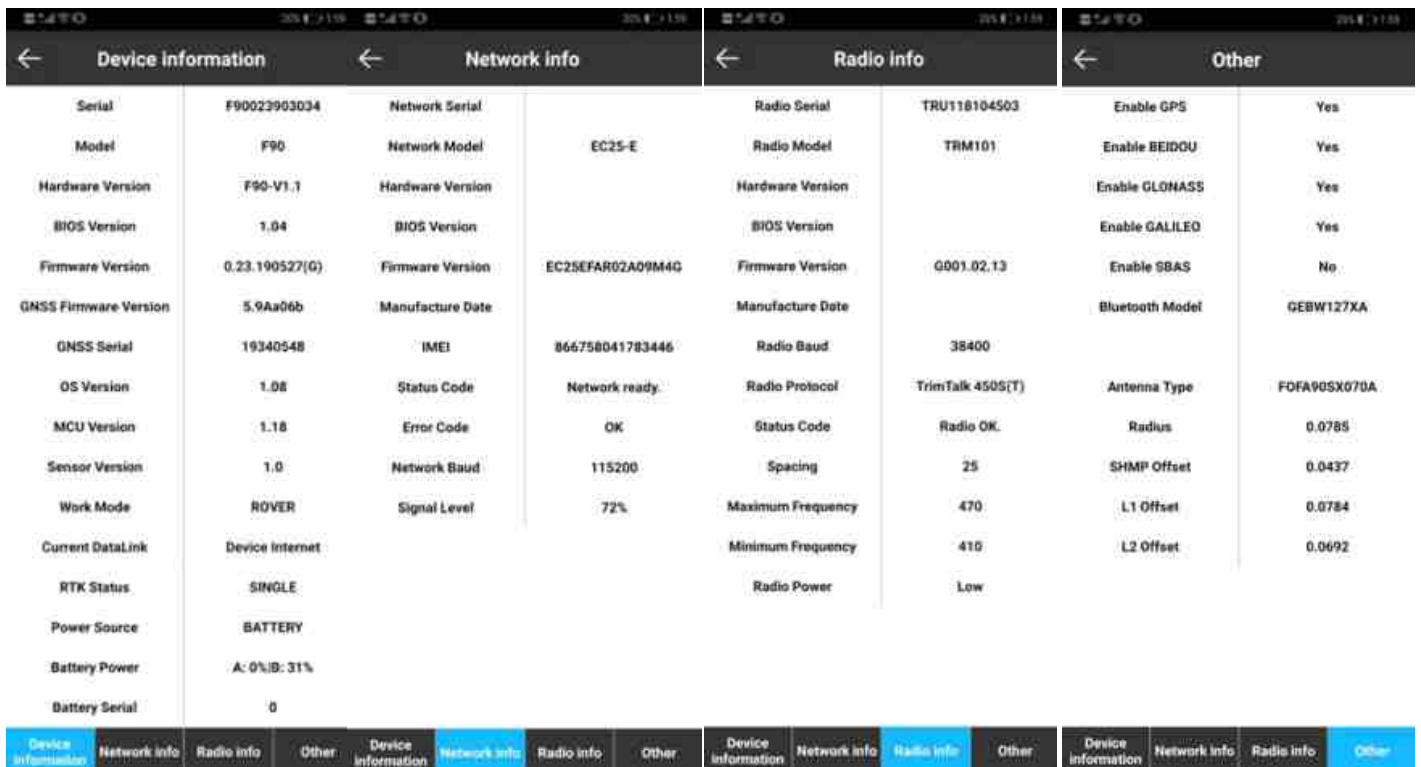 Device information
Serial F90023903034
Model F90
Hardware Version F90-V1.1
BIOS Version 1.04
Firmware Version 0.23.190527(G)
GNSS Firmware Version 5.9Aa06b
GNSS Serial 19340548
OS Version 1.08
MCU Version 1.18
Sensor Version 1.0
Work Mode ROVER
Current DataLink Device Internet
RTK Status SINGLE
Power Source BATTERY
Battery Power A: 0%|B: 31%
Battery Serial 0
Device information Network info Radio info Other
Network info
Network Serial
Network Model EC25-E
Hardware Version
BIOS Version
Firmware Version EC25EFAR02A09M4G
Manufacture Date
IMEI 866758041783446
Status Code Network ready.
Error Code OK
Network Baud 115200
Signal Level 72%
Device information Network info Radio info Other
Radio info
Radio Serial TRU118104503
Radio Model TRM101
Hardware Version
BIOS Version
Firmware Version G001.02.13
Manufacture Date
Radio Baud 38400
Radio Protocol TrimTalk 450S(T)
Status Code Radio OK.
Spacing 25
Maximum Frequency 470
Minimum Frequency 410
Radio Power Low
Device information Network info Radio info Other
Other
Enable GPS Yes
Enable BEIDOU Yes
Enable GLONASS Yes
Enable GALILEO Yes
Enable SBAS No
Bluetooth Model GEBW127XA
Antenna Type FOFA90SX070A
Radius 0.0785
SHMP Offset 0.0437
L1 Offset 0.0784
L2 Offset 0.0692
Device information Network info Radio info Other